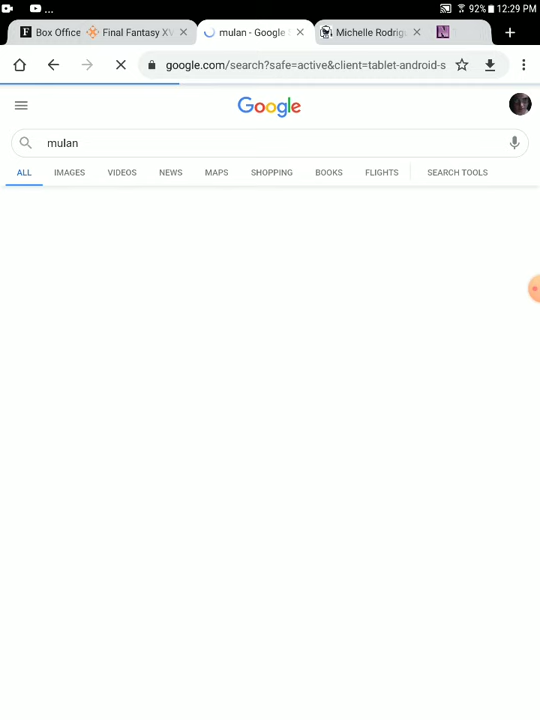 ... 92% 12:29 PM
Box Office Final Fantasy XV mulan - Google Michelle Rodrig N
google.com/search?safe=active&client=tablet-android-s
Google
mulan
ALL IMAGES VIDEOS NEWS MAPS SHOPPING BOOKS FLIGHTS SEARCH TOOLS